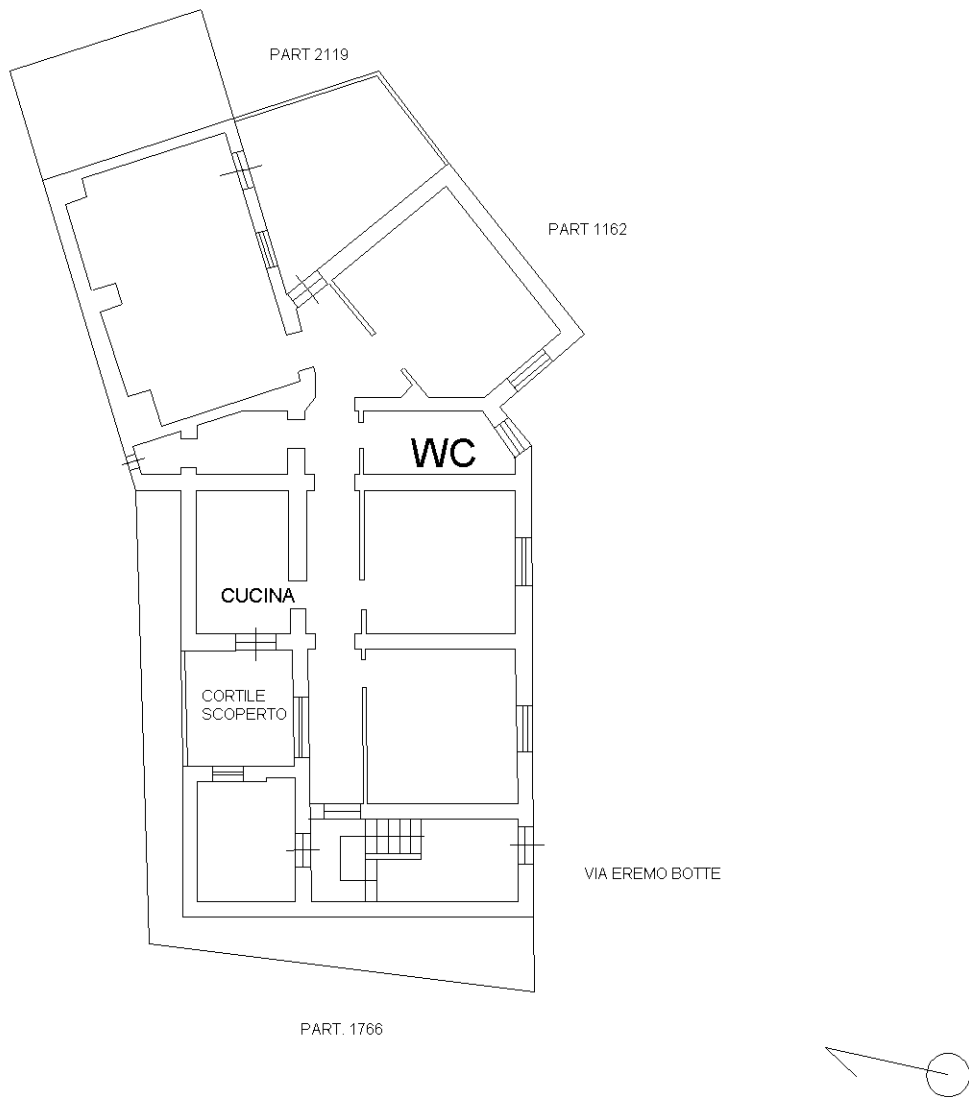 PART 2119
PART 1162
WC
CUCINA
CORTILE
SCOPERTO
VIA EREMO BOTTE
PART. 1766